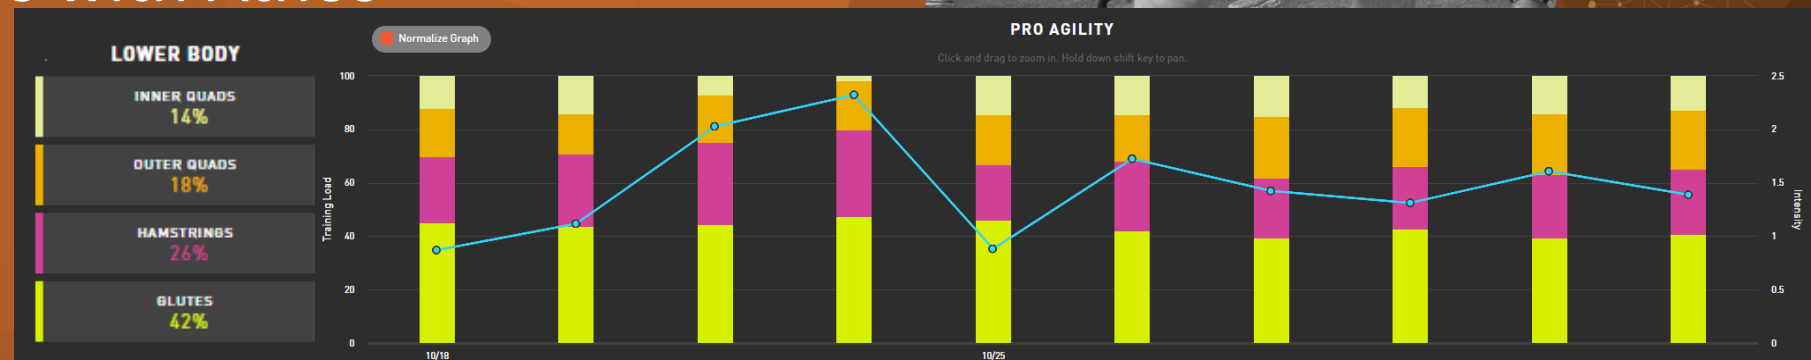 LOWER BODY
INNER QUADS
14%
OUTER QUADS
18%
HAMSTRINGS
26%
GLUTES
42%
Normalize Graph
PRO AGILITY
Click and drag to zoom in. Hold down shift key to pan.
Training Load
100
80
60
40
20
0
2.5
2
1.5
1
0.5
0
Intensity
10/18
10/25